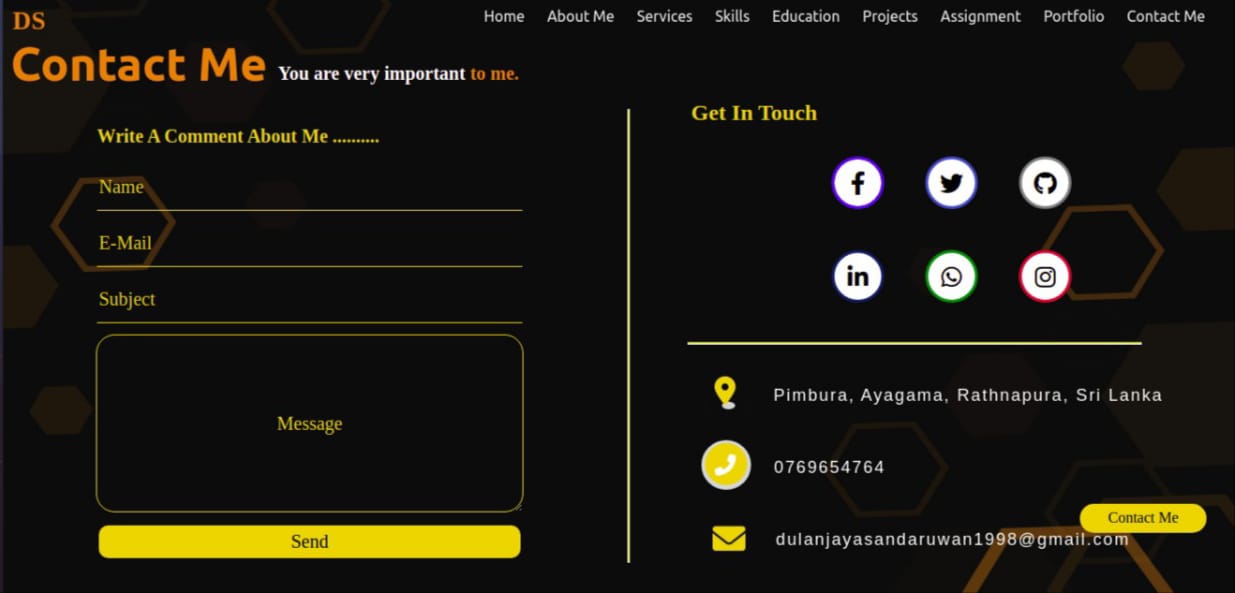 DS
Home About Me Services Skills Education Projects Assignment Portfolio Contact Me
Contact Me You are very important to me.
Write A Comment About Me ..........
Name
E-Mail
Subject
Message
Send
Get In Touch
Pimbura, Ayagama, Rathnapura, Sri Lanka
0769654764
Contact Me
dulanjayasandaruwan1998@gmail.com